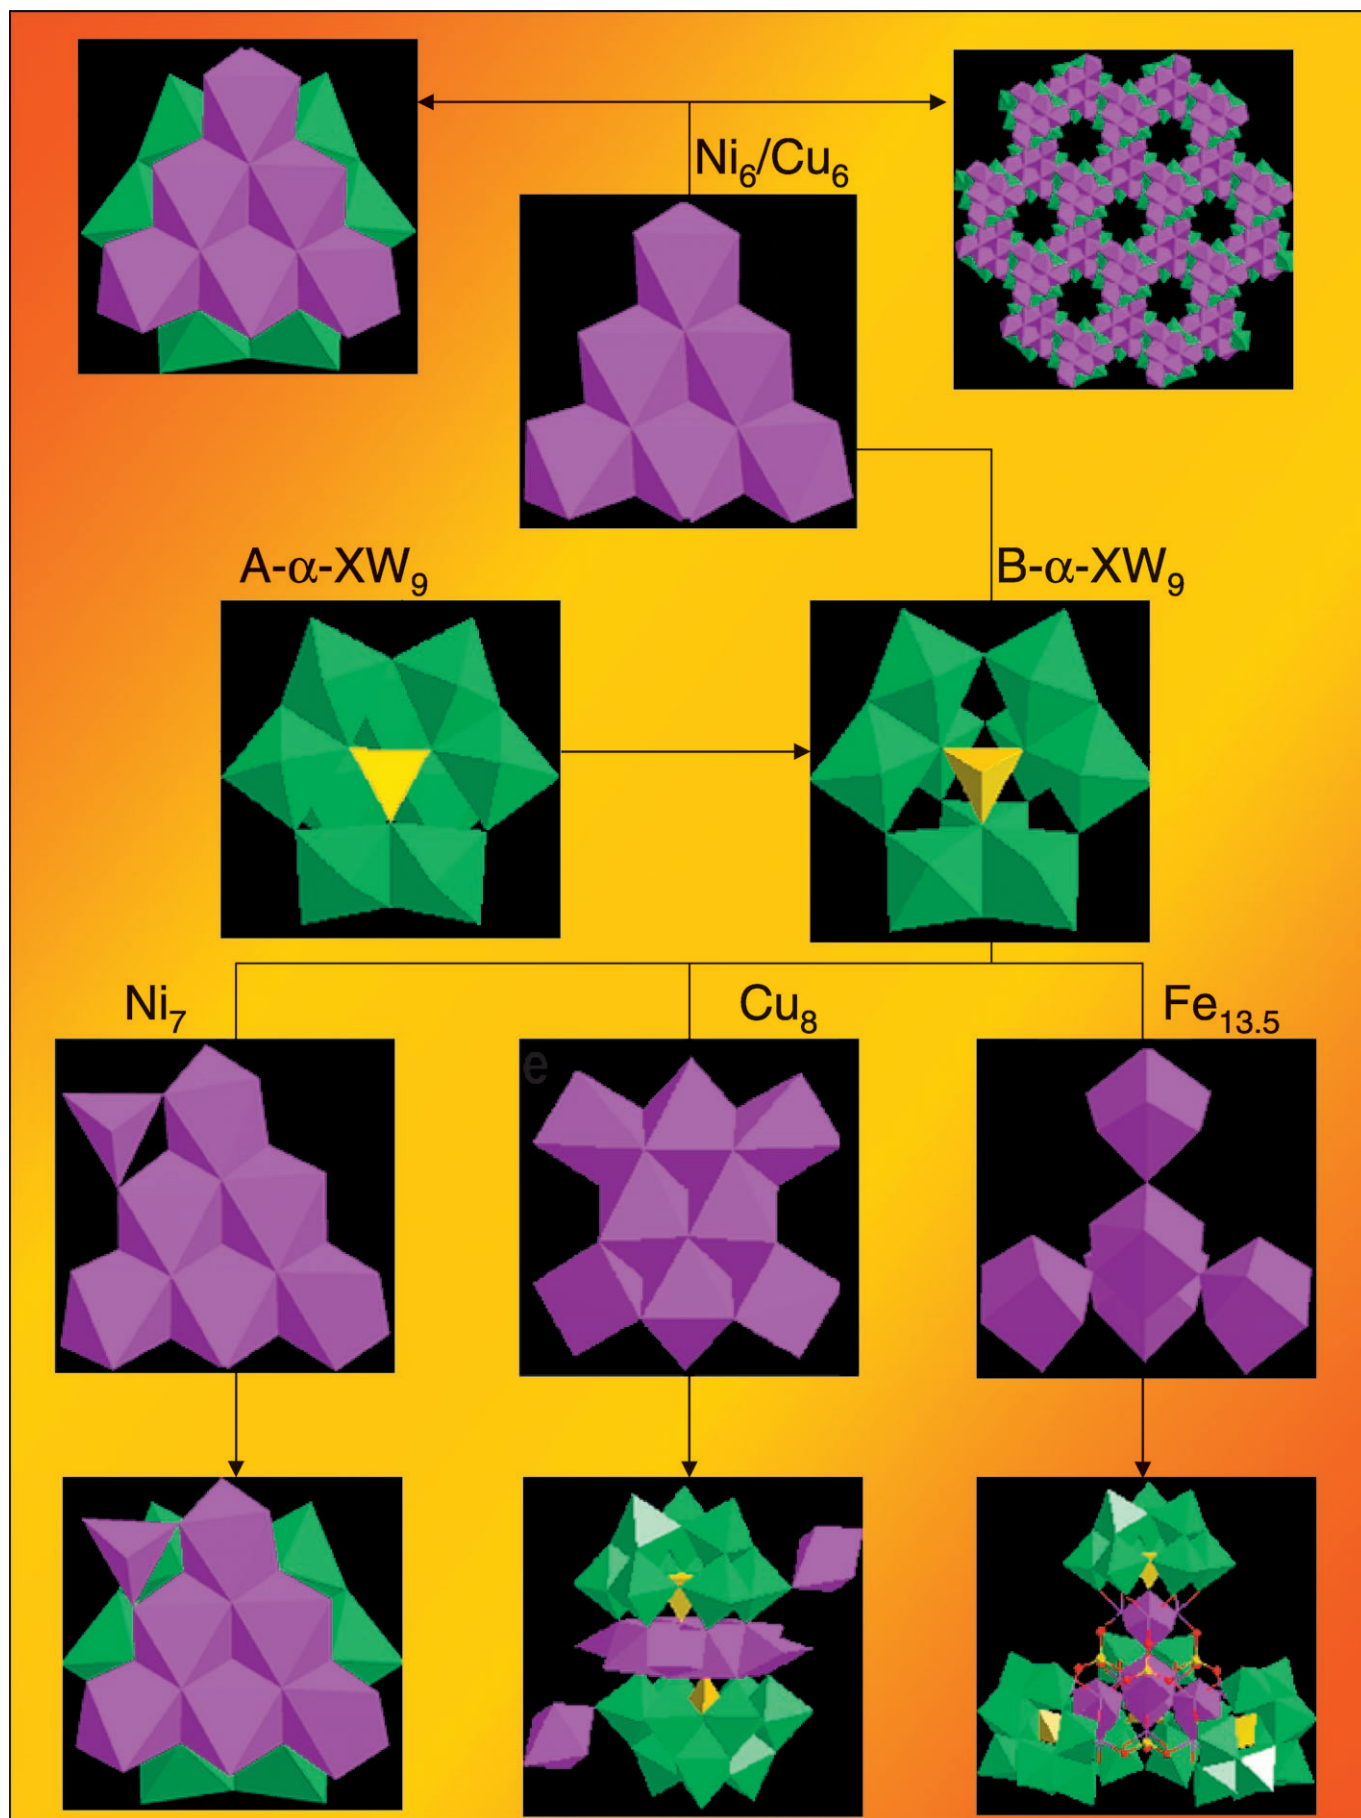 Ni₆/Cu₆
A-α-XW₉
B-α-XW₉
Ni₇
Cu₈
Fe₁₃.₅
e